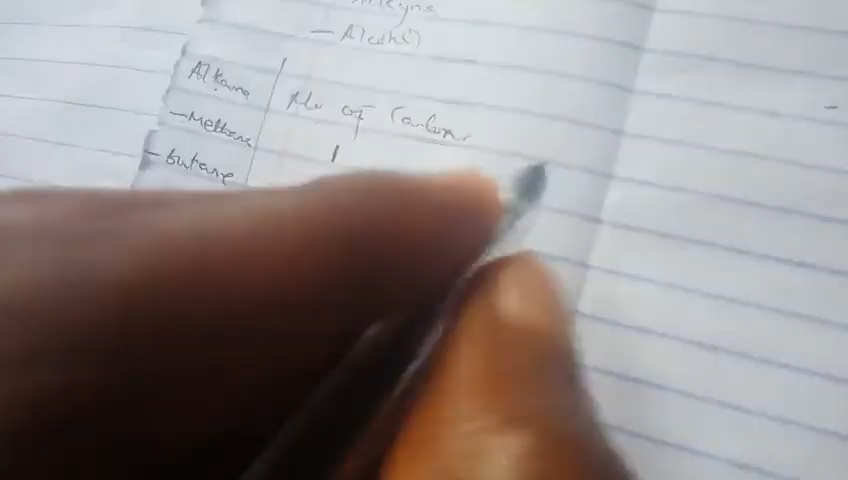 - Alcohol
Alkane
No of Carbon
- Methane
1
- butane